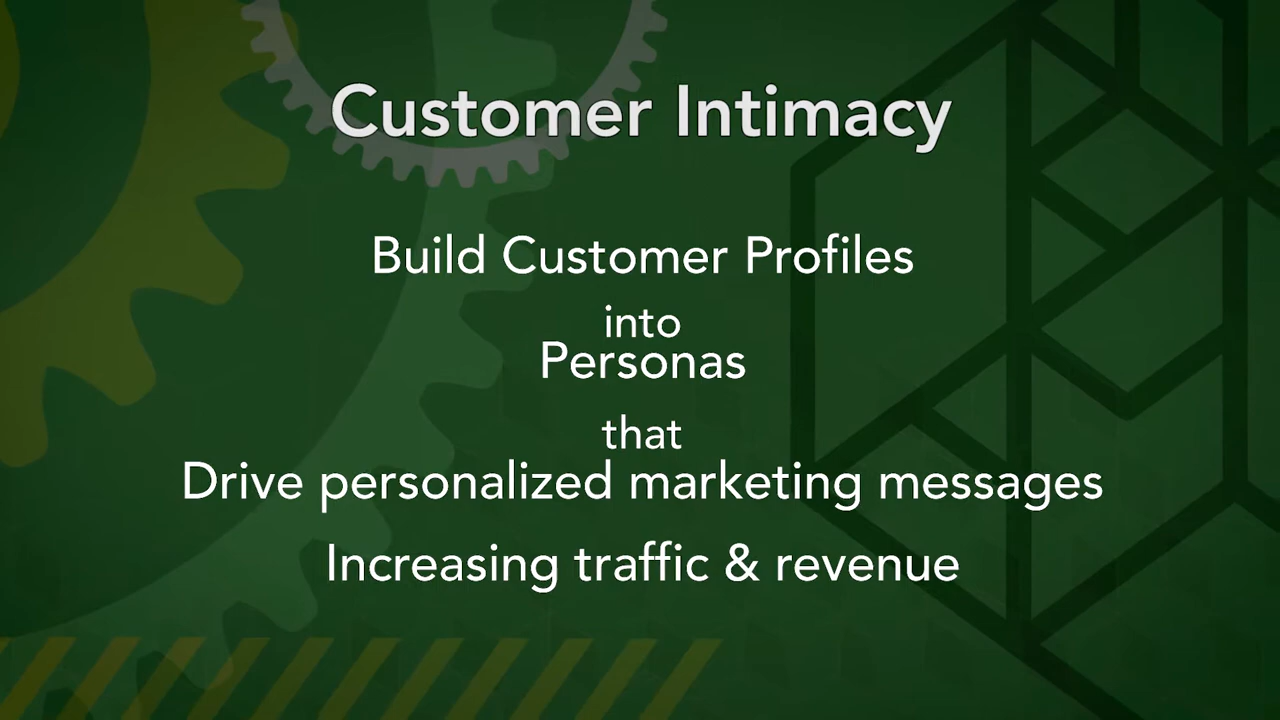 Customer Intimacy
Build Customer Profiles
into
Personas
that
Drive personalized marketing messages
Increasing traffic & revenue